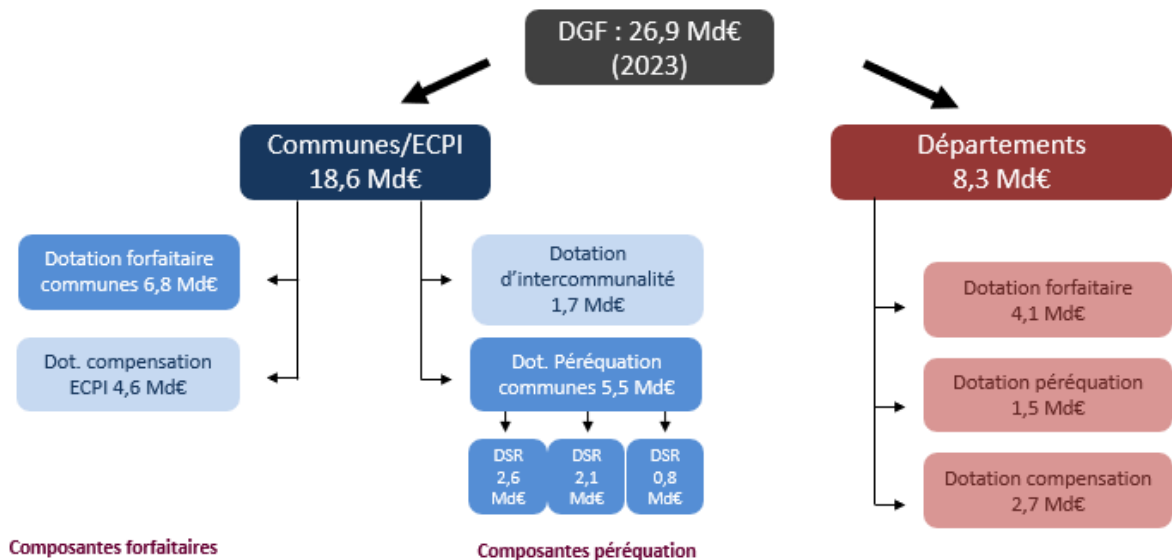 DGF : 26,9 Md€
(2023)
Communes/ECPI
18,6 Md€
Départements
8,3 Md€
Dotation forfaitaire
communes 6,8 Md€
Dot. compensation
ECPI 4,6 Md€
Dotation
d’intercommunalité
1,7 Md€
Dot. Péréquation
communes 5,5 Md€
DSR
2,6
Md€
DSR
2,1
Md€
DSR
0,8
Md€
Dotation forfaitaire
4,1 Md€
Dotation péréquation
1,5 Md€
Dotation compensation
2,7 Md€
Composantes forfaitaires
Composantes péréquation